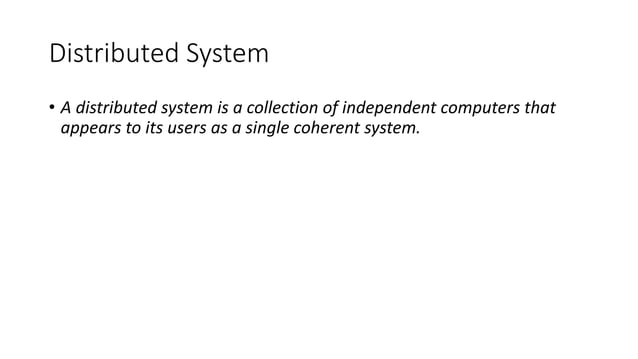 Distributed System
• A distributed system is a collection of independent computers that
appears to its users as a single coherent system.